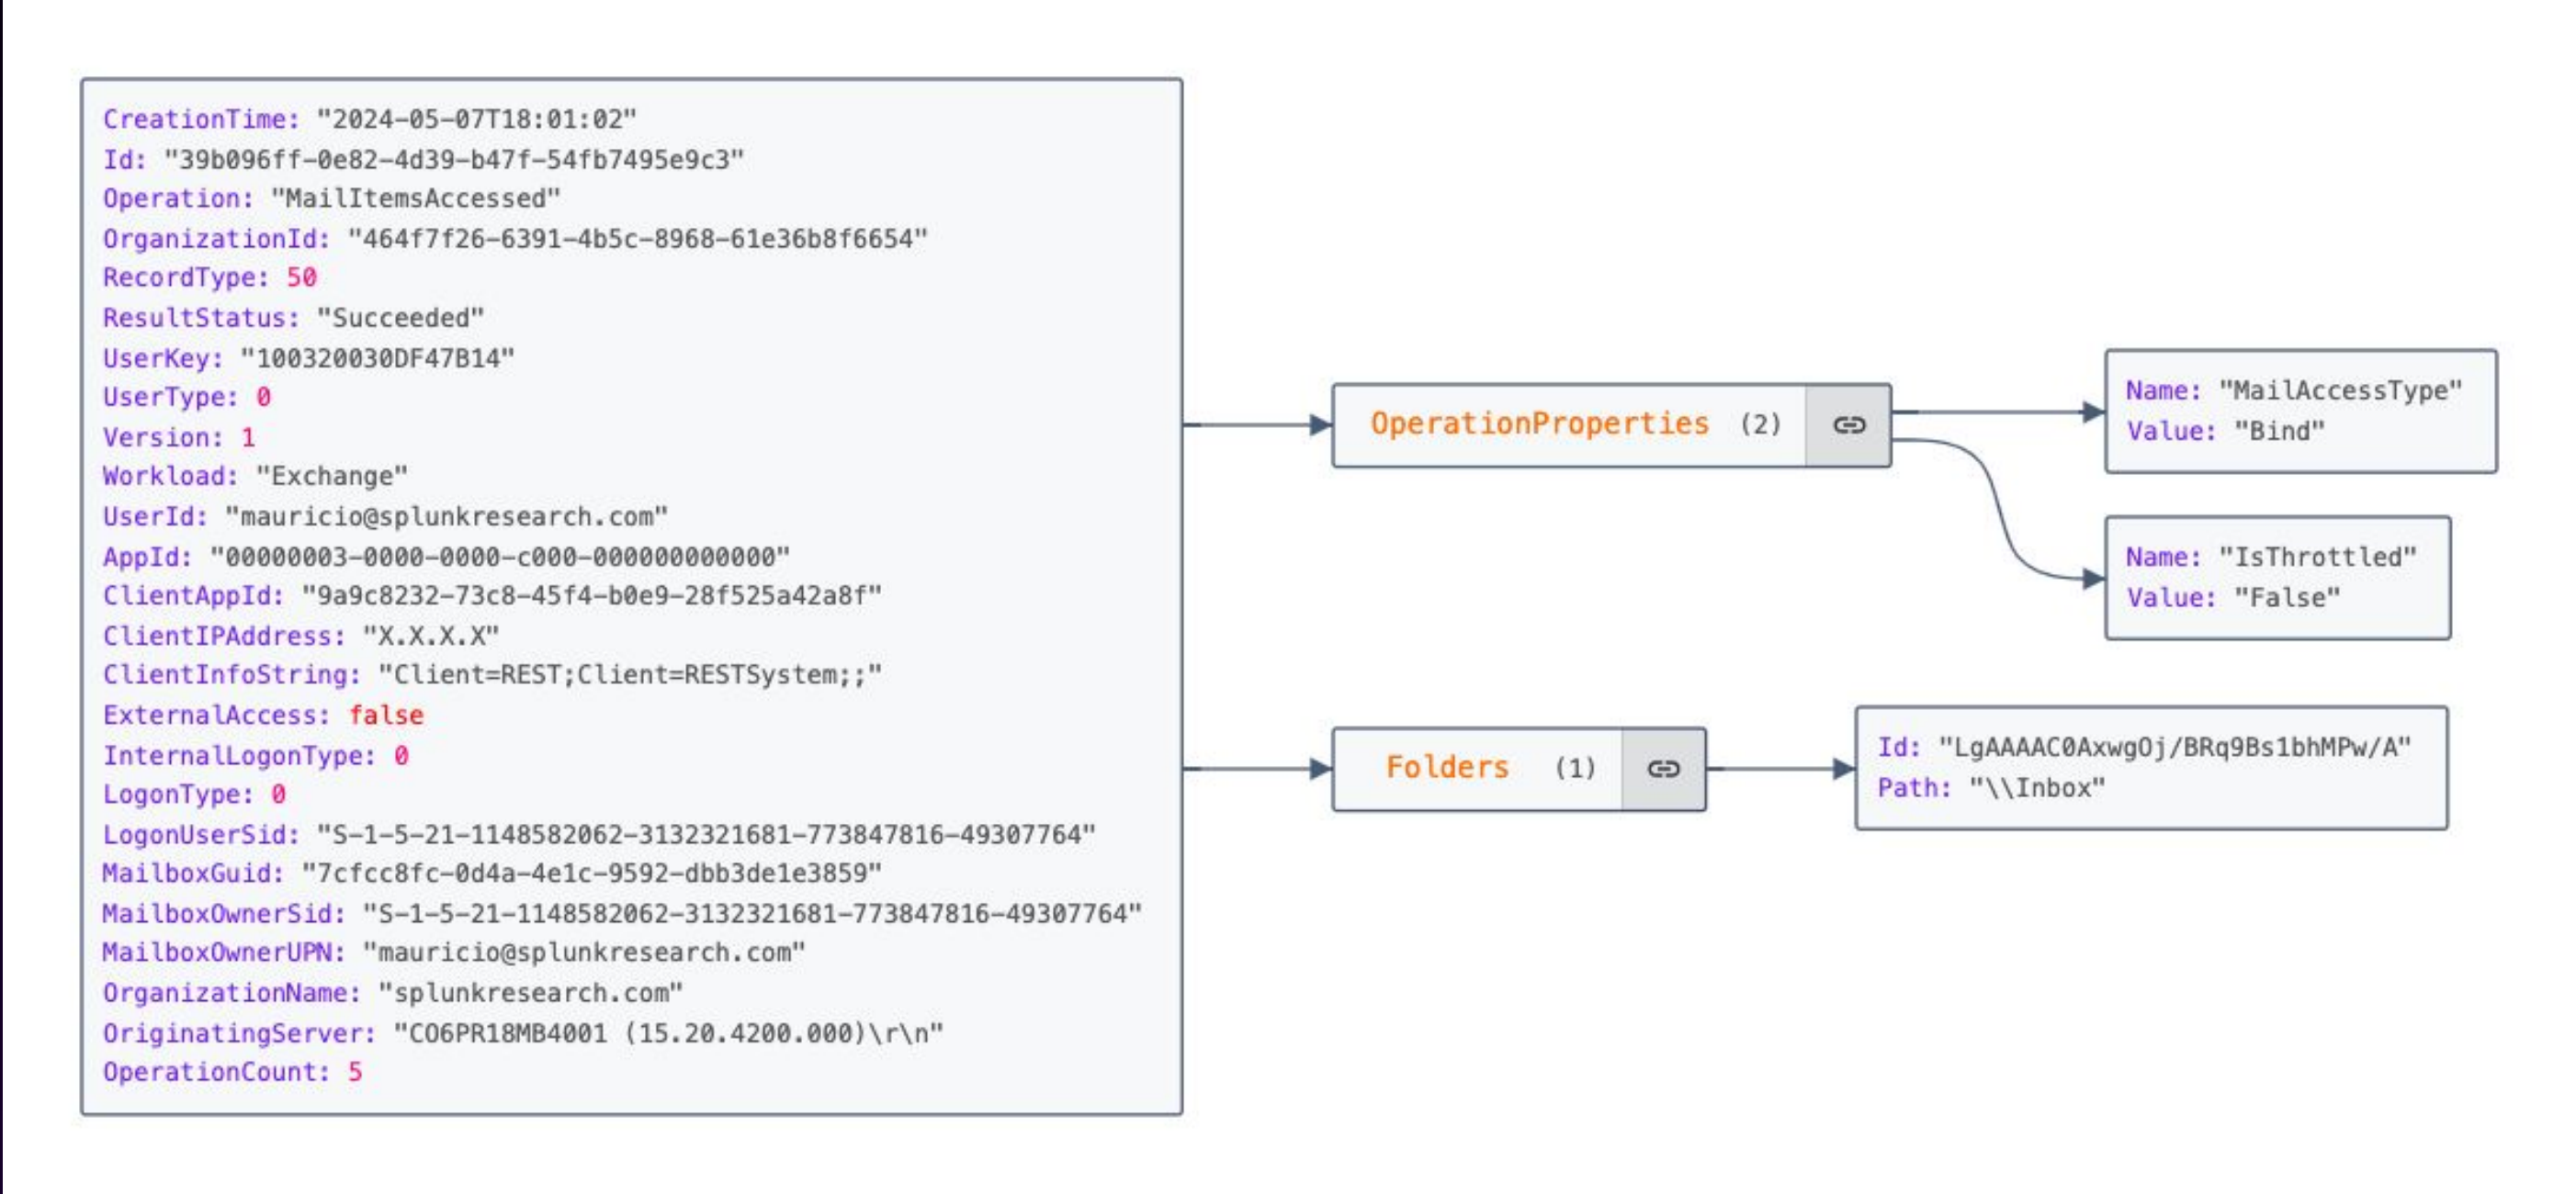 CreationTime: "2024-05-07T18:01:02"
Id: "39b096ff-0e82-4d39-b47f-54fb7495e9c3"
Operation: "MailItemsAccessed"
OrganizationId: "464f7f26-6391-4b5c-8968-61e36b8f6654"
RecordType: 50
ResultStatus: "Succeeded"
UserKey: "100320030DF47B14"
UserType: 0
Version: 1
Workload: "Exchange"
UserId: "mauricio@splunkresearch.com"
AppId: "00000003-0000-0000-c000-000000000000"
ClientAppId: "9a9c8232-73c8-45f4-b0e9-28f525a42a8f"
ClientIPAddress: "X.X.X.X"
ClientInfoString: "Client=REST;Client=RESTSystem;;"
ExternalAccess: false
InternalLogonType: 0
LogonType: 0
LogonUserSid: "S-1-5-21-1148582062-3132321681-773847816-49307764"
MailboxGuid: "7cfcc8fc-0d4a-4e1c-9592-dbb3de1e3859"
MailboxOwnerSid: "S-1-5-21-1148582062-3132321681-773847816-49307764"
MailboxOwnerUPN: "mauricio@splunkresearch.com"
OrganizationName: "splunkresearch.com"
OriginatingServer: "CO6PR18MB4001 (15.20.4200.000)\r\n"
OperationCount: 5
OperationProperties (2)
Name: "MailAccessType"
Value: "Bind"
Name: "IsThrottled"
Value: "False"
Folders (1)
Id: "LgAAAAC0AxwgOj/BRq9Bs1bhMPw/A"
Path: "\\Inbox"